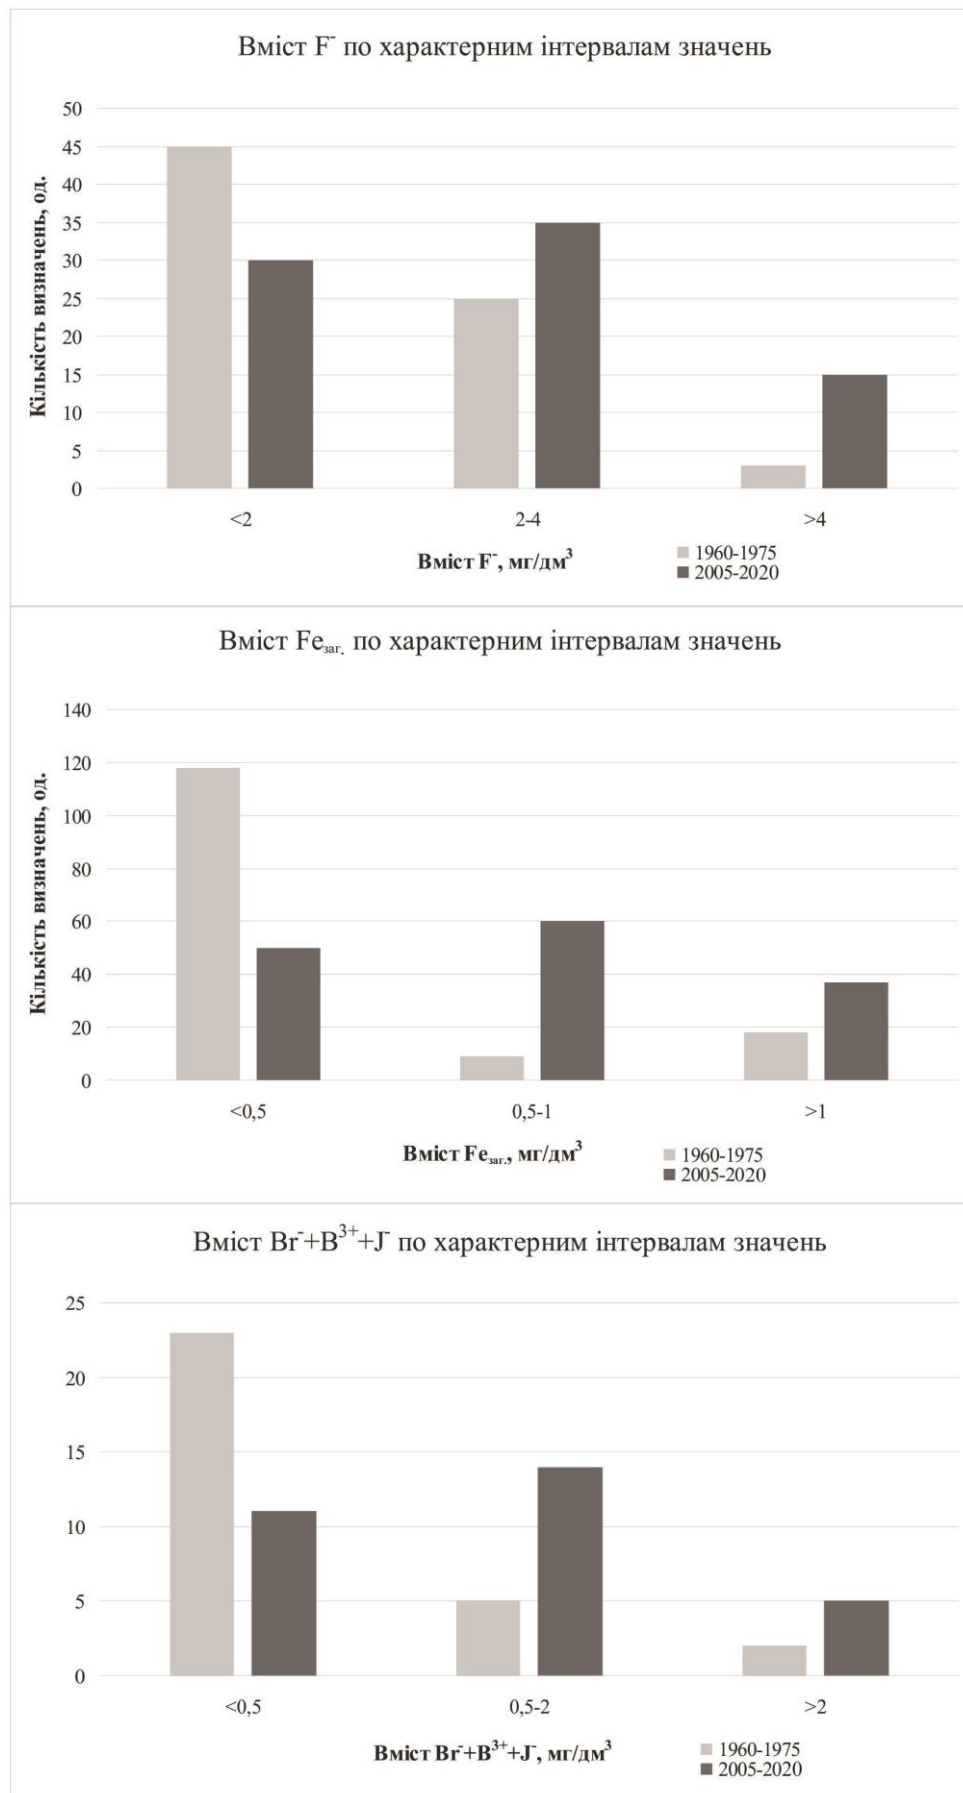 Вміст F⁻ по характерним інтервалам значень
Кількість визначень, од.
50
45
40
35
30
25
20
15
10
5
0
<2 2-4 >4
Вміст F⁻, мг/дм³
1960-1975
2005-2020
Вміст Feзаг. по характерним інтервалам значень
Кількість визначень, од.
140
120
100
80
60
40
20
0
<0,5 0,5-1 >1
Вміст Feзаг., мг/дм³
1960-1975
2005-2020
Вміст Br⁻+B³⁺+J⁻ по характерним інтервалам значень
25
20
15
10
5
0
<0,5 0,5-2 >2
Вміст Br⁻+B³⁺+J⁻, мг/дм³
1960-1975
2005-2020